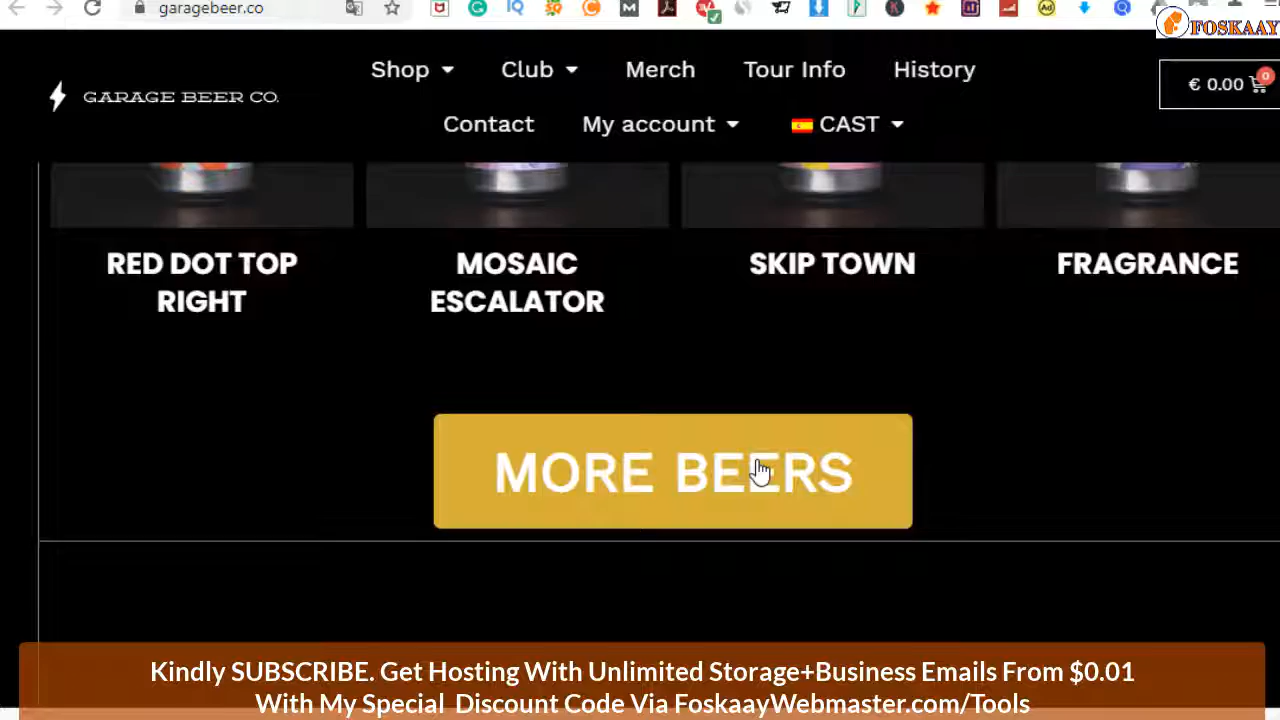 garagebeer.co
FOSKAAY
Shop Club Merch Tour Info History
GARAGE BEER CO.
€ 0.00 0
Contact My account CAST
RED DOT TOP
RIGHT
MOSAIC
ESCALATOR
SKIP TOWN
FRAGRANCE
MORE BEERS
Kindly SUBSCRIBE. Get Hosting With Unlimited Storage+Business Emails From $0.01
With My Special Discount Code Via FoskaayWebmaster.com/Tools